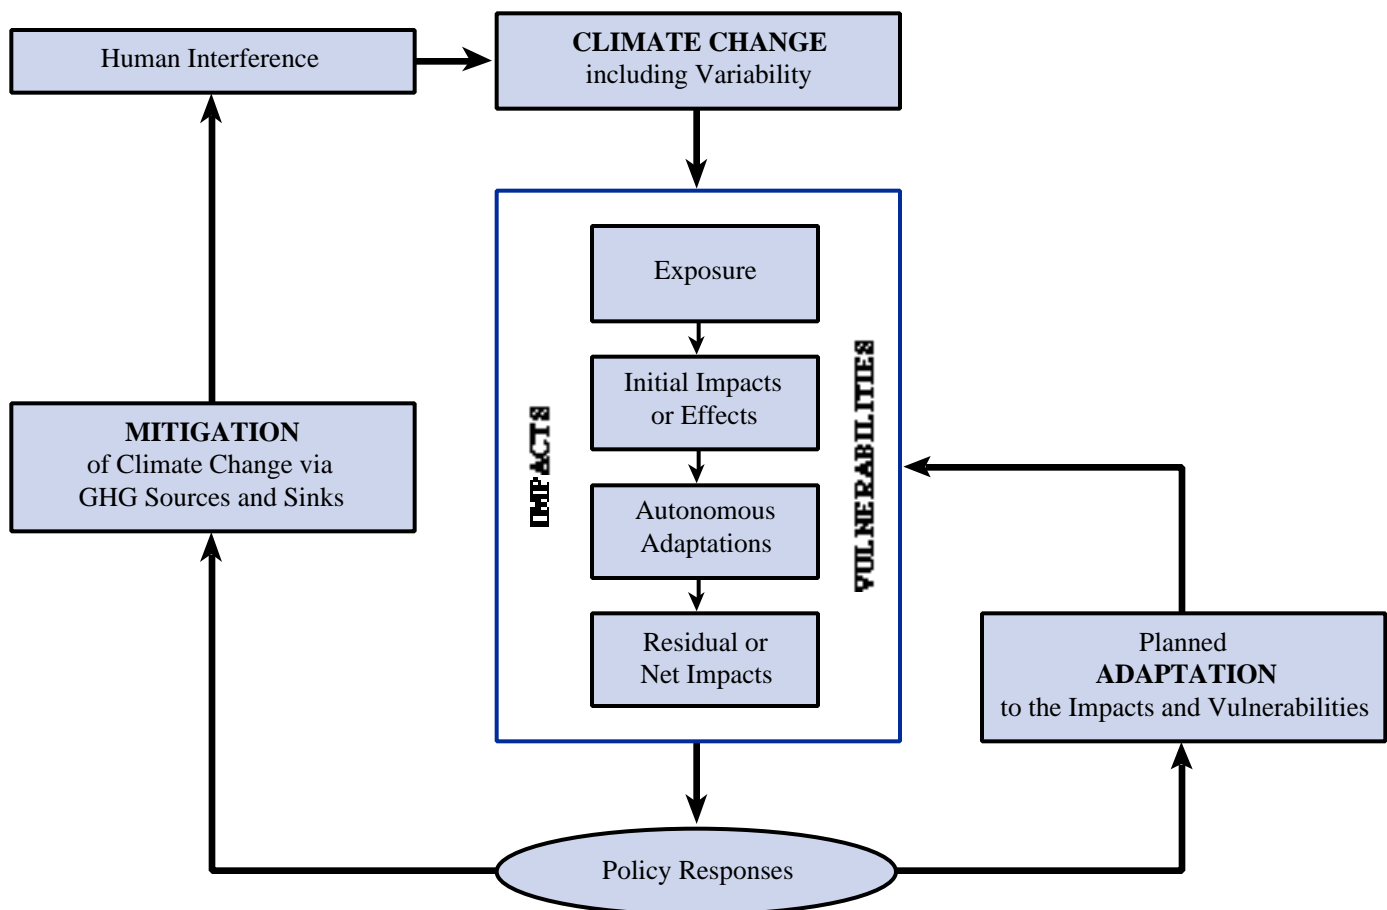 Human Interference
CLIMATE CHANGE
including Variability
Exposure
Initial Impacts
or Effects
Autonomous
Adaptations
Residual or
Net Impacts
IMPACTS
VULNERABILITIES
MITIGATION
of Climate Change via
GHG Sources and Sinks
Planned
ADAPTATION
to the Impacts and Vulnerabilities
Policy Responses